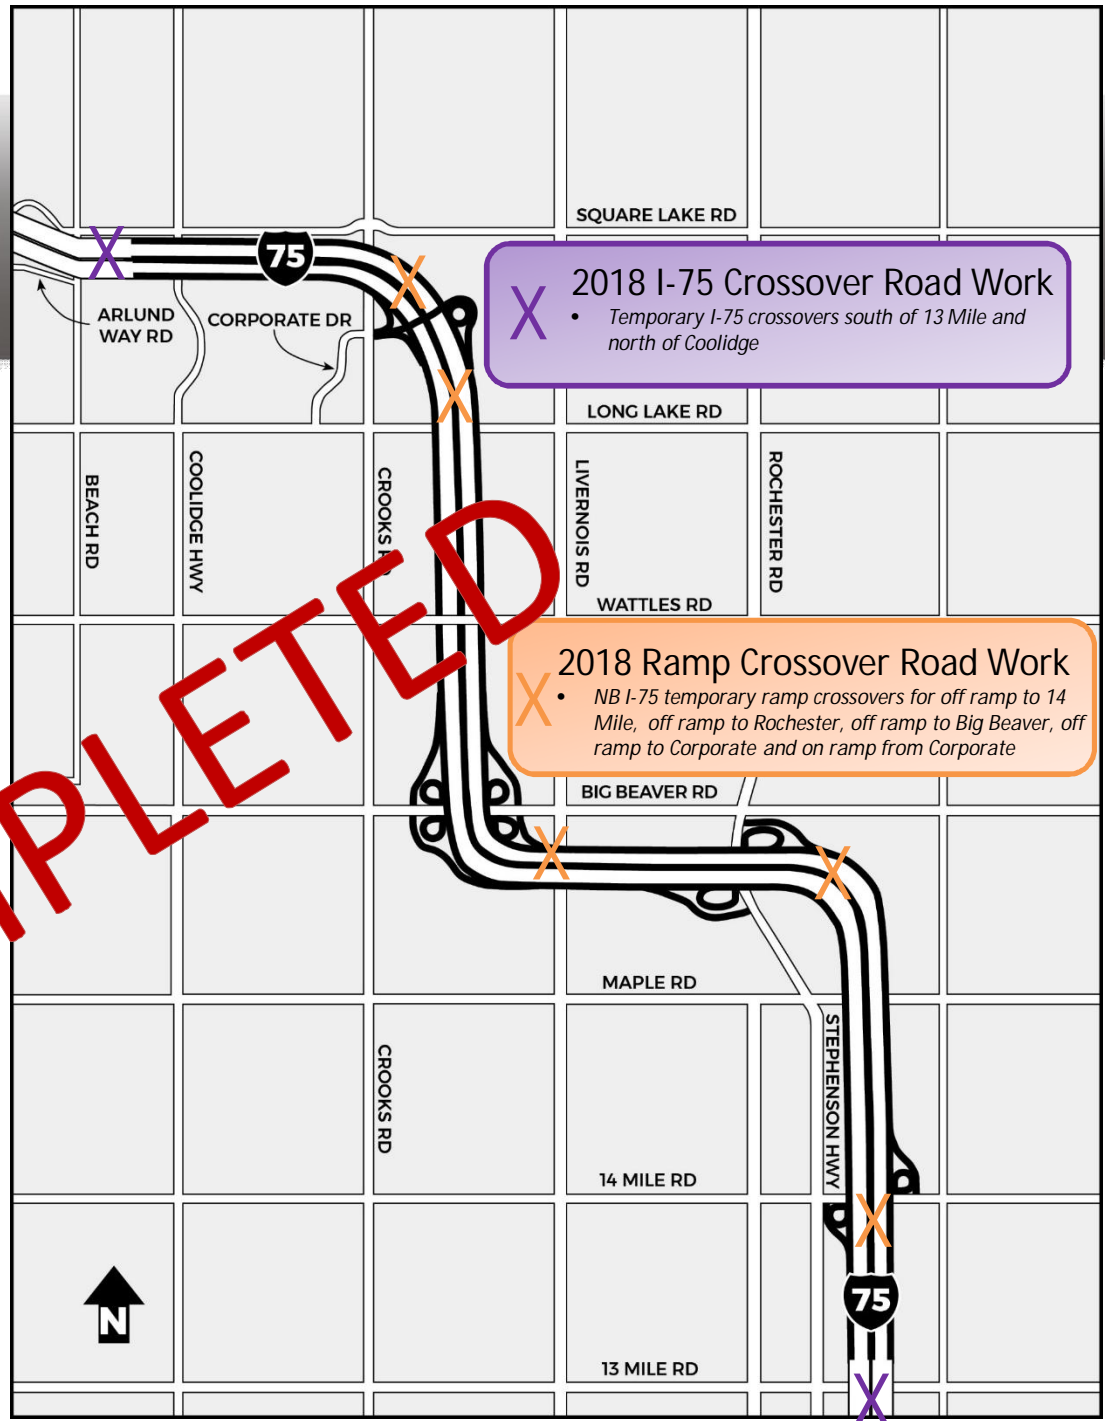 SQUARE LAKE RD
75
2018 I-75 Crossover Road Work
X
• Temporary I-75 crossovers south of 13 Mile and
north of Coolidge
X
X
ARLUND
WAY RD
CORPORATE DR
X
LONG LAKE RD
BEACH RD
COOLIDGE HWY
CROOKS RD
LIVERNOIS RD
ROCHESTER RD
WATTLES RD
PLETED
2018 Ramp Crossover Road Work
X
• NB I-75 temporary ramp crossovers for off ramp to 14
Mile, off ramp to Rochester, off ramp to Big Beaver, off
ramp to Corporate and on ramp from Corporate
BIG BEAVER RD
X
X
MAPLE RD
STEPHENSON HWY
CROOKS RD
14 MILE RD
X
75
N
13 MILE RD
X